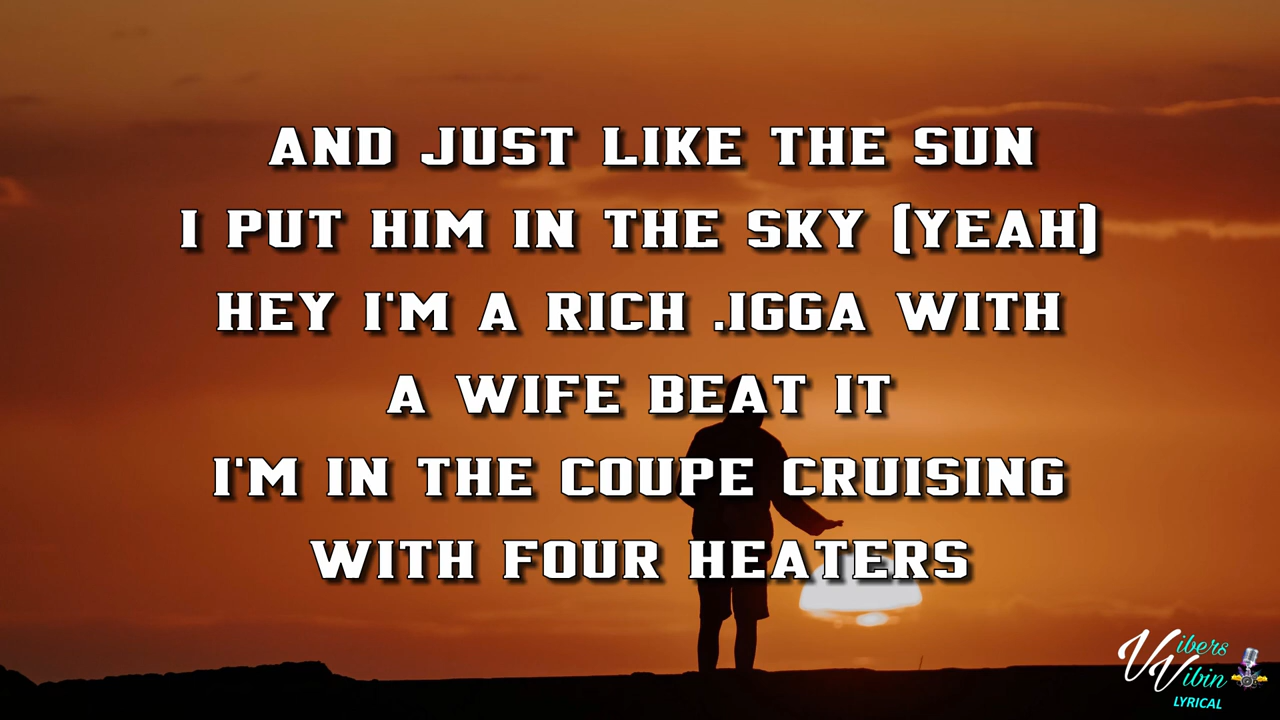 AND JUST LIKE THE SUN
I PUT HIM IN THE SKY (YEAH)
HEY I'M A RICH .IGGA WITH
A WIFE BEAT IT
I'M IN THE COUPE CRUISING
WITH FOUR HEATERS
Vibers
Vibin
LYRICAL